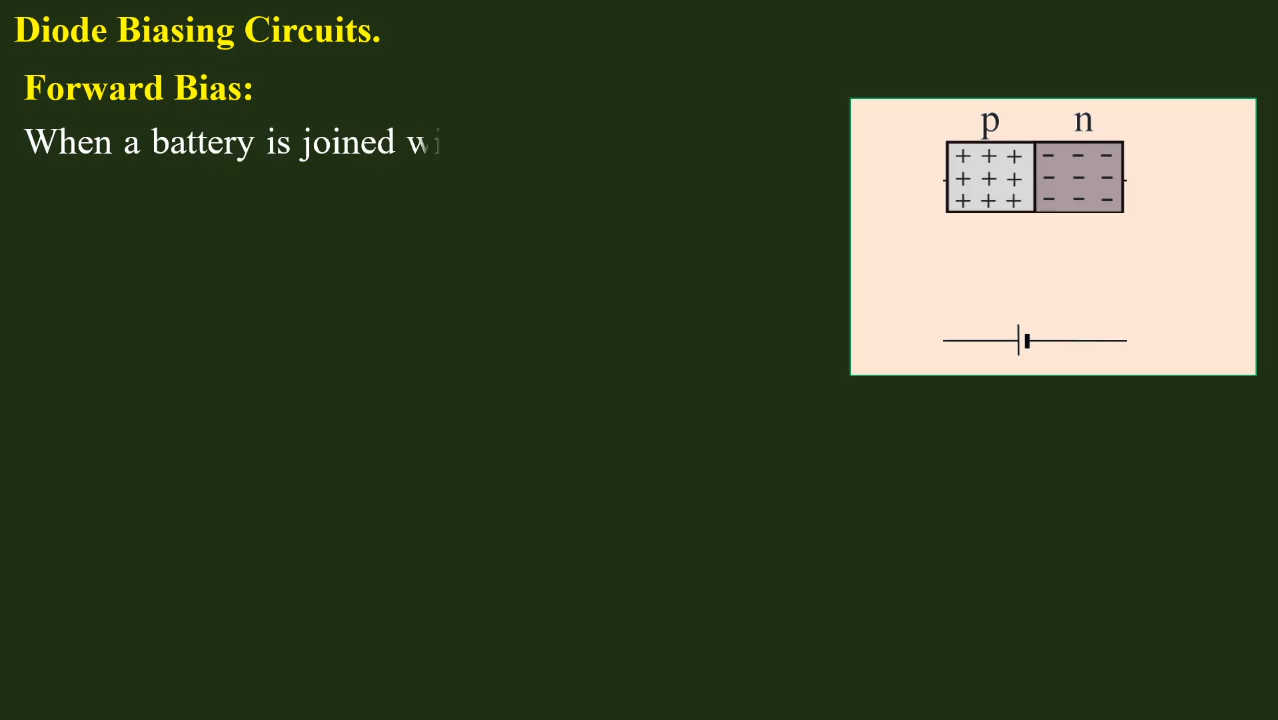 Diode Biasing Circuits.
Forward Bias:
When a battery is joined
p n
+ + + − − −
+ + + − − −
+ + + − − −